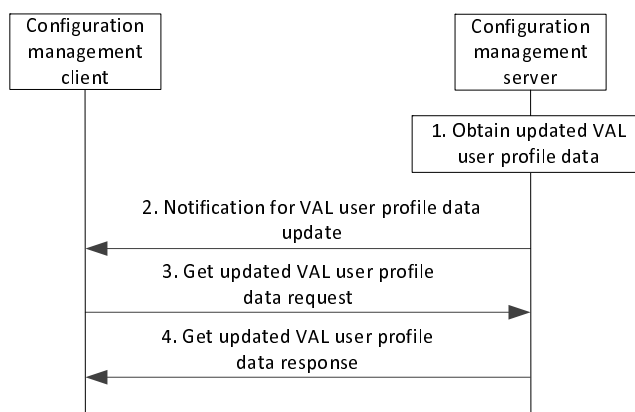 Configuration
management
client
Configuration
management
server
1. Obtain updated VAL
user profile data
2. Notification for VAL user profile data
update
3. Get updated VAL user profile
data request
4. Get updated VAL user profile
data response